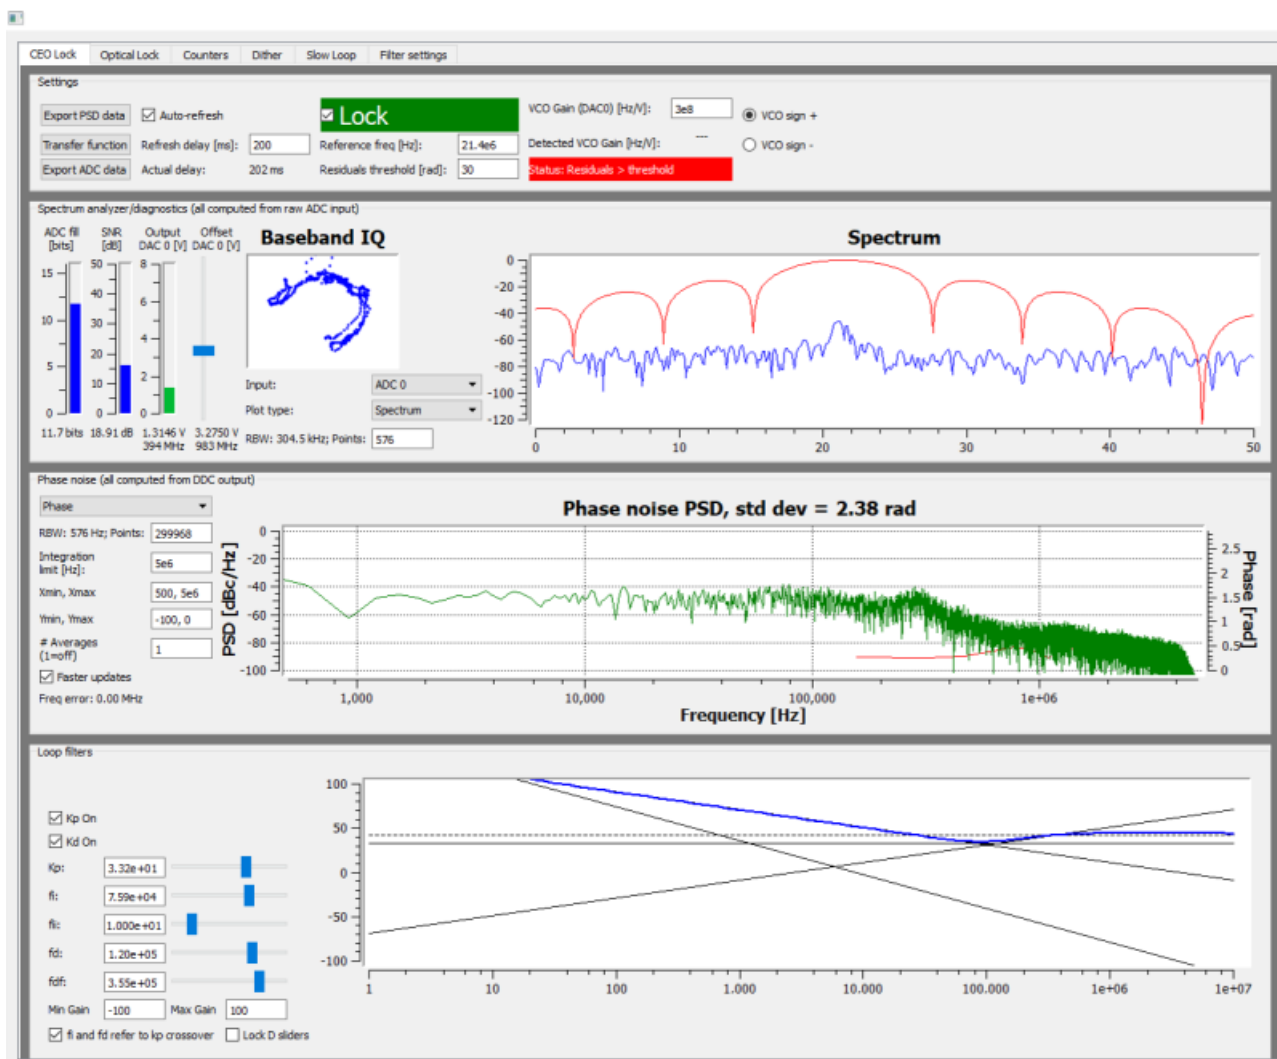 CEO Lock Optical Lock Counters Dither Slow Loop Filter settings
Settings
Export PSD data Auto-refresh Lock VCO Gain (DAC0) [Hz/V]: 3e8 VCO sign +
Transfer function Refresh delay [ms]: 200 Reference freq [Hz]: 21.4e6 Detected VCO Gain [Hz/V]: --- VCO sign -
Export ADC data Actual delay: 202 ms Residuals threshold [rad]: 30 Status: Residuals > threshold
Spectrum analyzer/diagnostics (all computed from raw ADC input)
ADC fill [bits] SNR [dB] Output DAC 0 [V] Offset DAC 0 [V]
Baseband IQ
Spectrum
15
10
5
0
50
40
30
20
10
0
8
6
4
2
0
11.7 bits 18.91 dB 1.3146 V 3.2750 V
394 MHz 983 MHz
Input: ADC 0
Plot type: Spectrum
RBW: 304.5 kHz; Points: 576
0
-20
-40
-60
-80
-100
-120
0 10 20 30 40 50
Phase noise (all computed from DDC output)
Phase
RBW: 576 Hz; Points: 299968
Integration limit [Hz]: 5e6
Xmin, Xmax 500, 5e6
Ymin, Ymax -100, 0
# Averages (1=off) 1
Faster updates
Freq error: 0.00 MHz
Phase noise PSD, std dev = 2.38 rad
PSD [dBc/Hz]
0
-20
-40
-60
-80
-100
2.5
2
1.5
1
0.5
0
Phase [rad]
1,000 10,000 100,000 1e+06
Frequency [Hz]
Loop filters
Kp On
Kd On
Kp: 3.32e+01
fi: 7.59e+04
fii: 1.000e+01
fd: 1.20e+05
fdf: 3.55e+05
Min Gain -100 Max Gain 100
fi and fd refer to kp crossover Lock D sliders
100
50
0
-50
-100
1 10 100 1.000 10.000 100.000 1e+06 1e+07